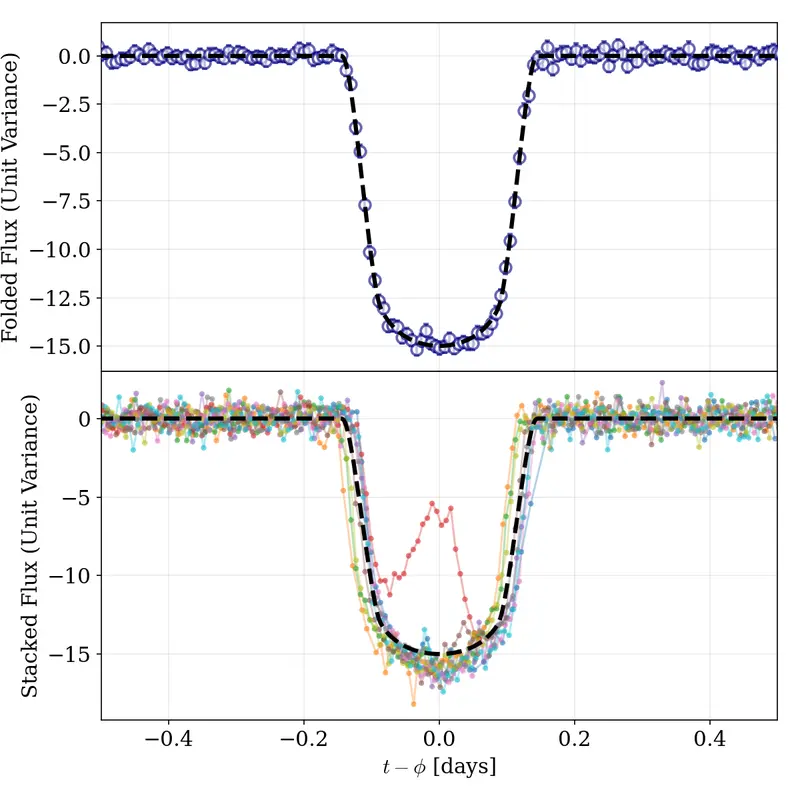 Folded Flux (Unit Variance)
0.0
−2.5
−5.0
−7.5
−10.0
−12.5
−15.0
Stacked Flux (Unit Variance)
0
−5
−10
−15
−0.4 −0.2 0.0 0.2 0.4
t − ϕ [days]